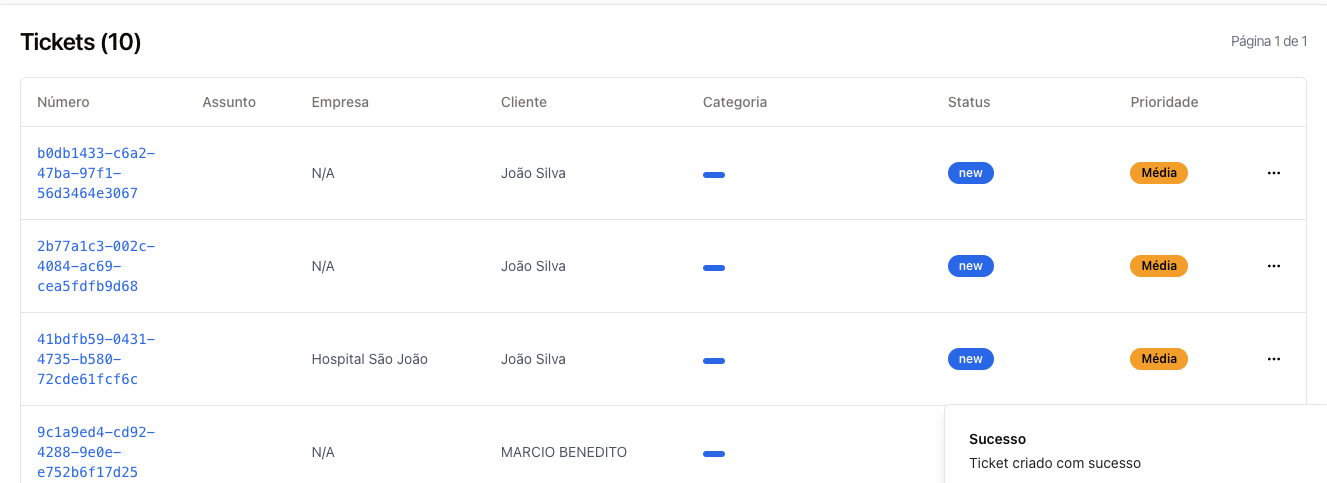 Tickets (10)
Página 1 de 1
Número Assunto Empresa Cliente Categoria Status Prioridade
b0db1433-c6a2-
47ba-97f1-
56d3464e3067
N/A João Silva new Média ...
2b77a1c3-002c-
4084-ac69-
cea5fdfb9d68
N/A João Silva new Média ...
41bdfb59-0431-
4735-b580-
72cde61fcf6c
Hospital São João João Silva new Média ...
9c1a9ed4-cd92-
4288-9e0e-
e752b6f17d25
N/A MARCIO BENEDITO
Sucesso
Ticket criado com sucesso